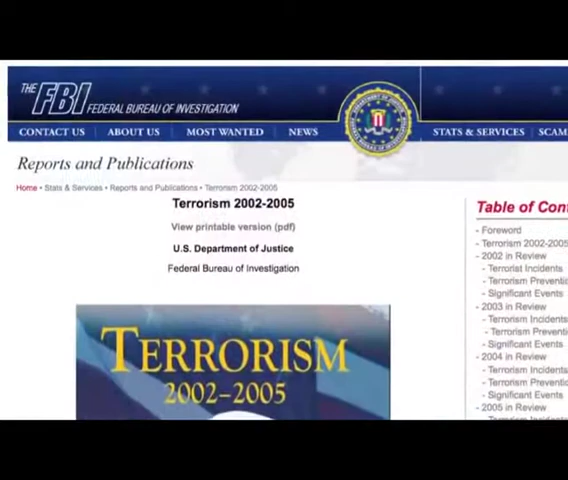 THE FBI FEDERAL BUREAU OF INVESTIGATION
CONTACT US | ABOUT US | MOST WANTED | NEWS STATS & SERVICES | SCAM
Reports and Publications
Home • Stats & Services • Reports and Publications • Terrorism 2002-2005
Terrorism 2002-2005
View printable version (pdf)
U.S. Department of Justice
Federal Bureau of Investigation
TERRORISM
2002-2005
Table of Con
- Foreword
- Terrorism 2002-2005
- 2002 in Review
- Terrorist Incidents
- Terrorism Preventi
- Significant Events
- 2003 in Review
- Terrorism Incidents
- Terrorism Preventi
- Significant Events
- 2004 in Review
- Terrorism Incidents
- Terrorism Preventi
- Significant Events
- 2005 in Review